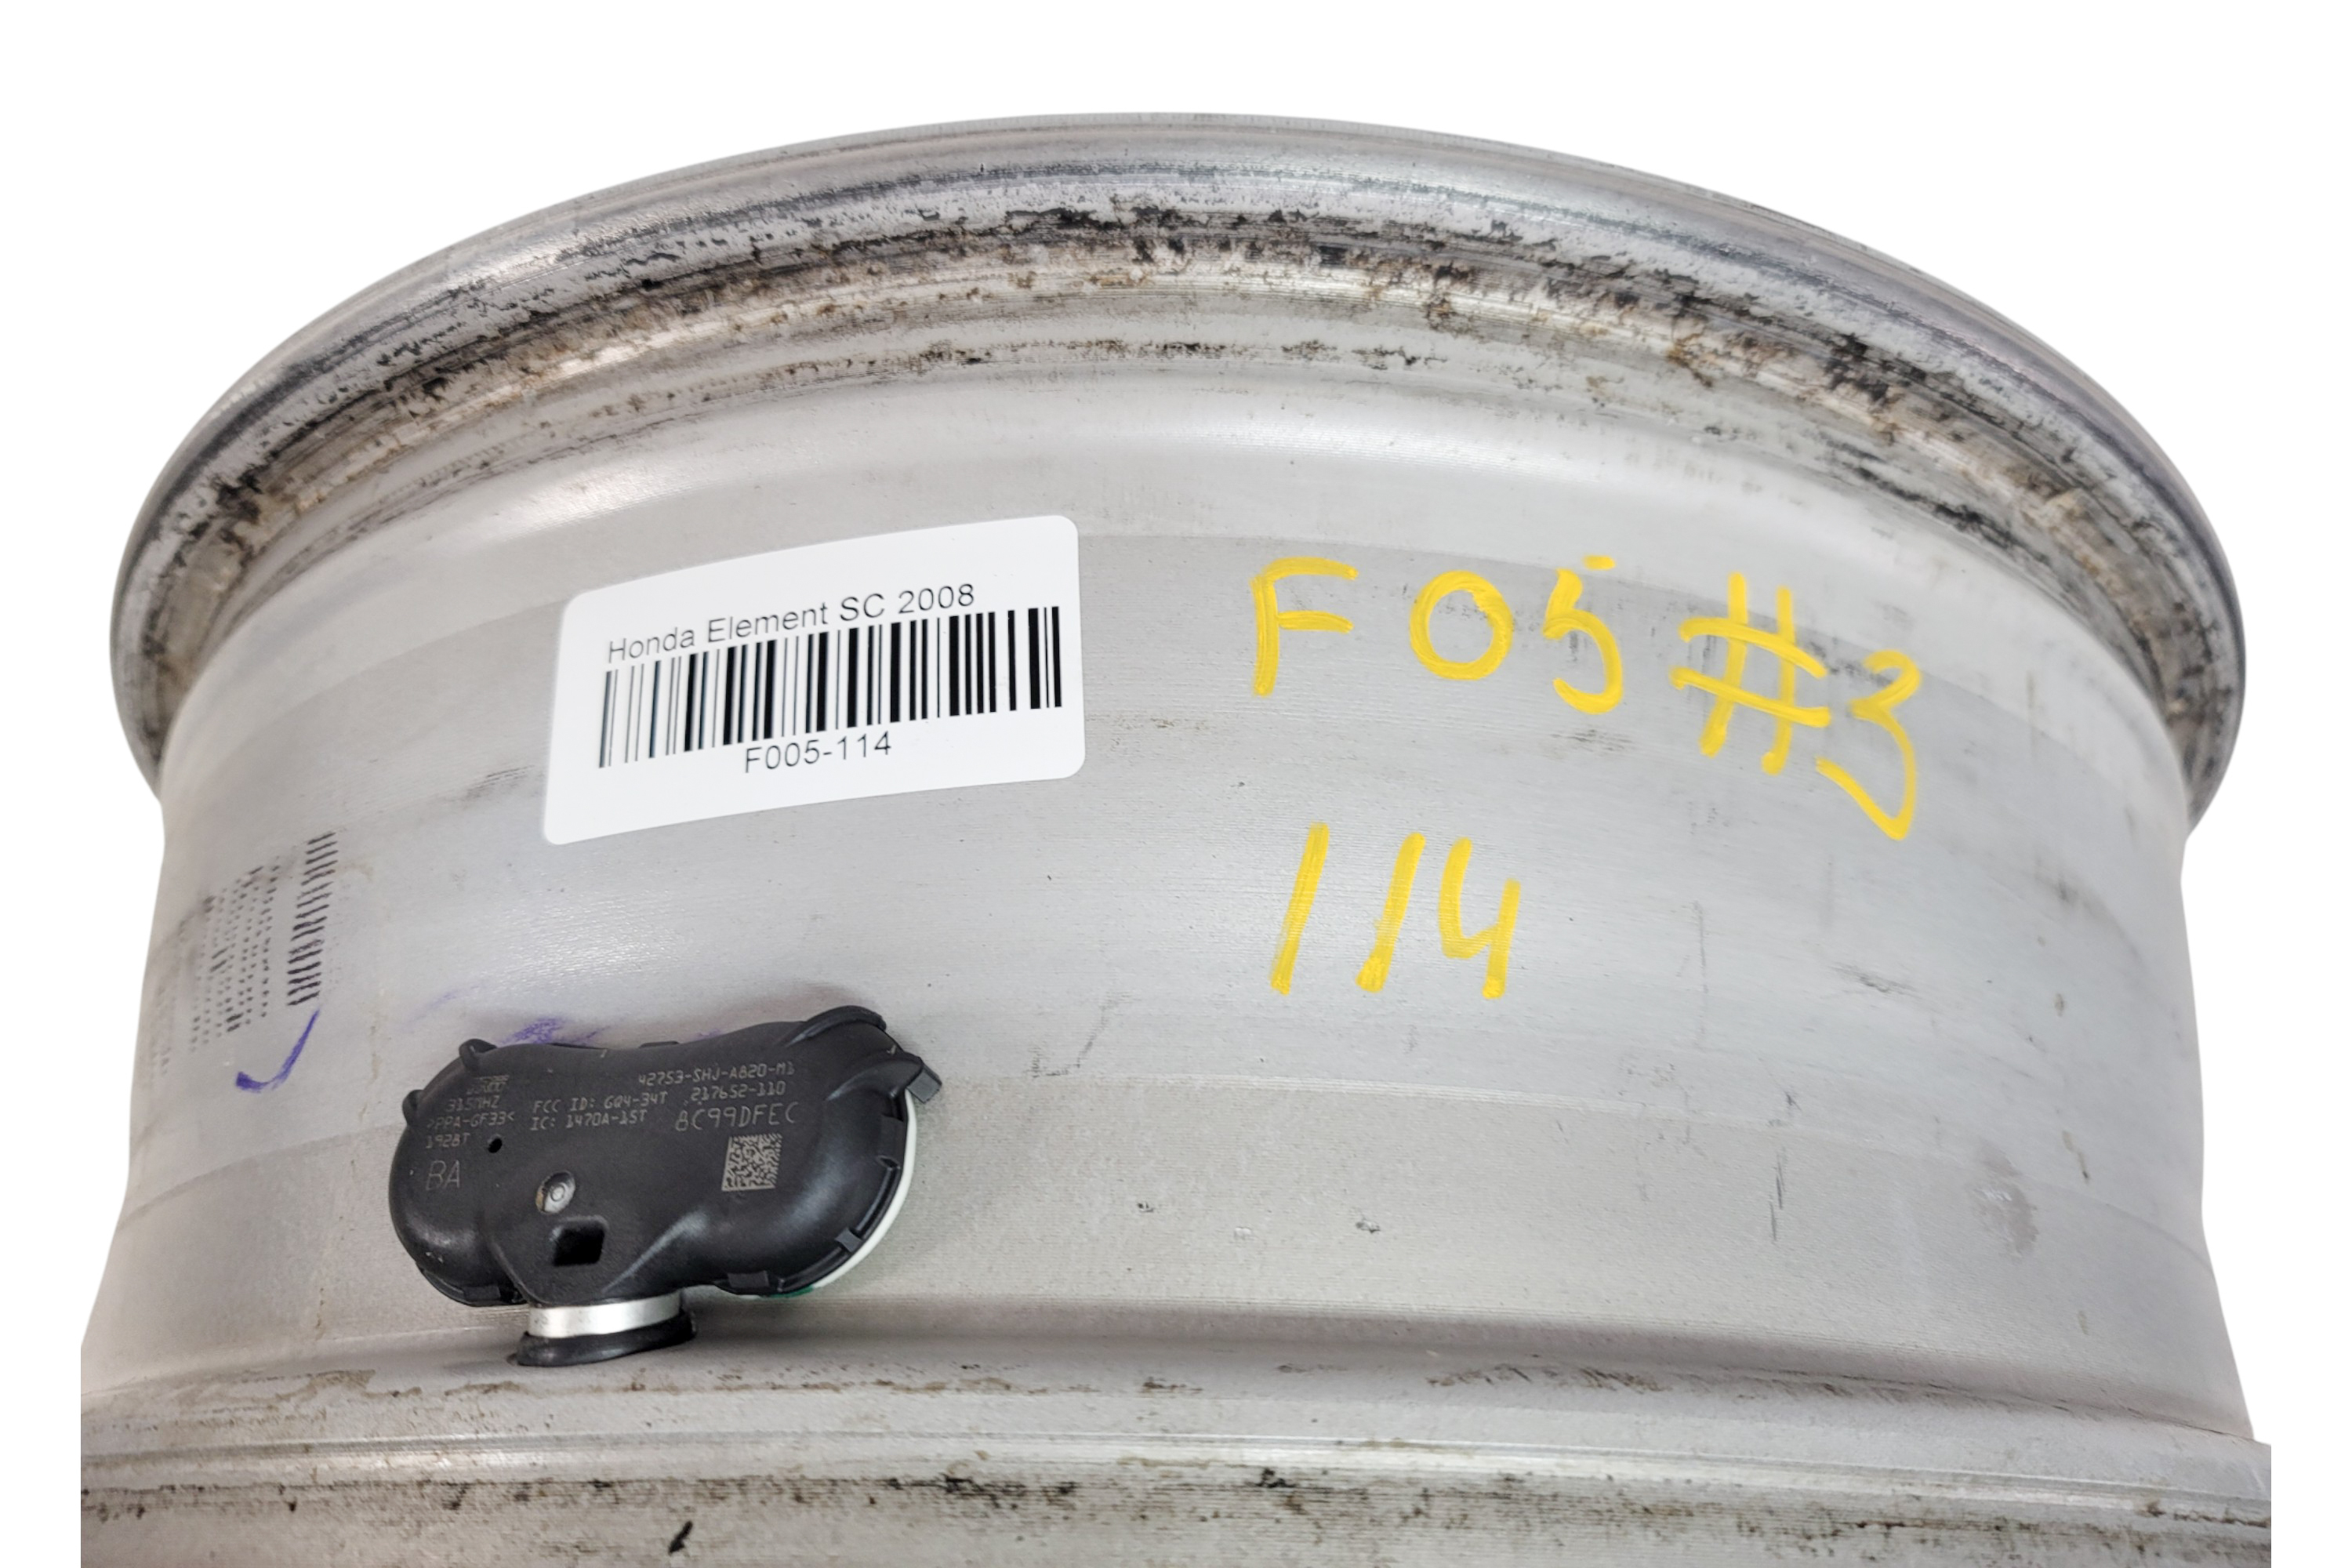 Honda Element SC 2008
F005-114
F05#3
114
42753-SHJ-A820-M1
315MHZ FCC ID: GQ4-34T 217652-110
>PPA-GF33< IC: 1470A-15T 8C99DFEC
1928T
BA